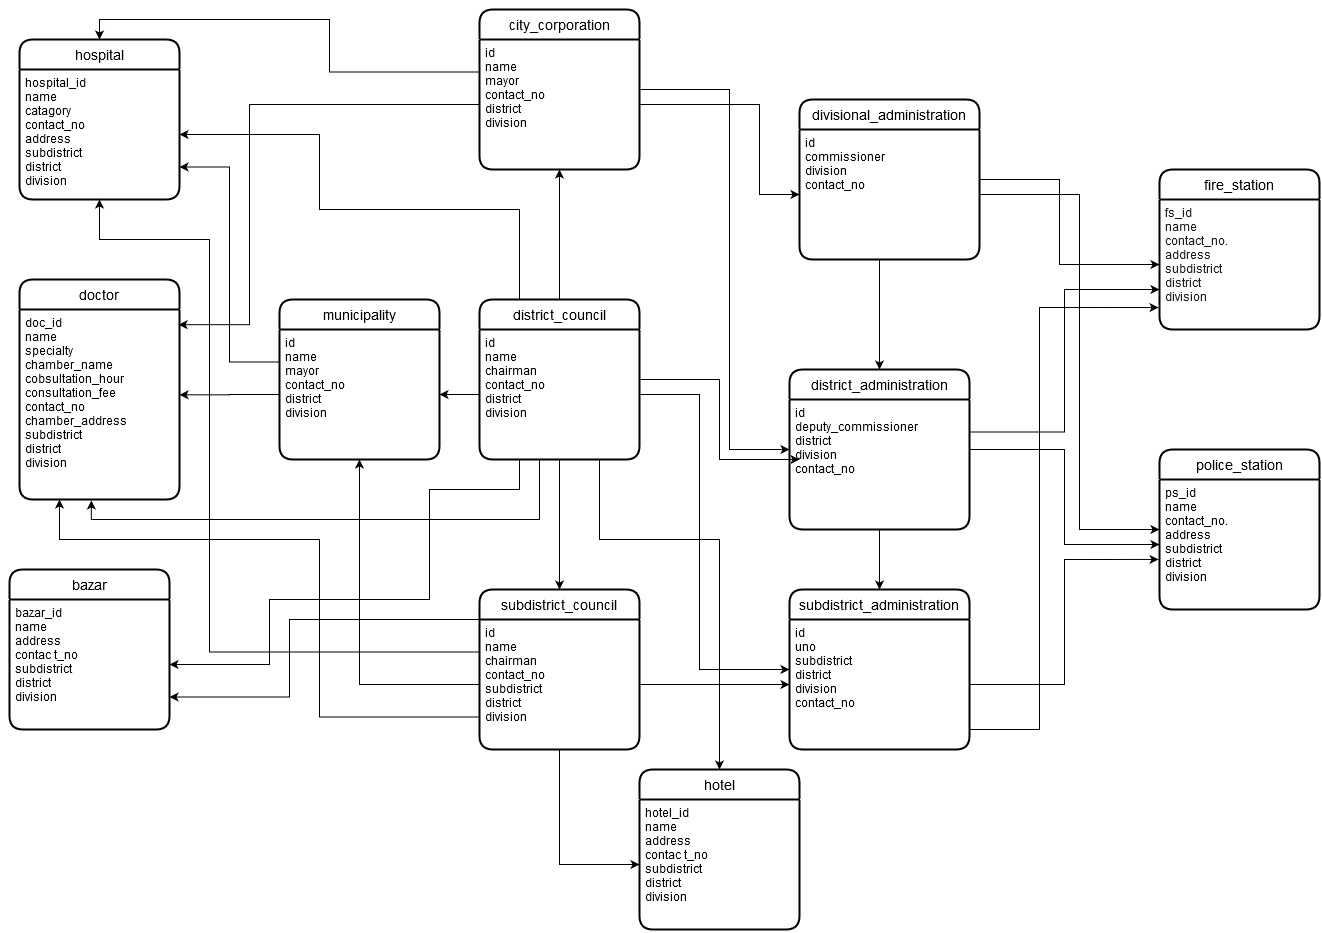 city_corporation
id
name
mayor
contact_no
district
division
hospital
hospital_id
name
catagory
contact_no
address
subdistrict
district
division
divisional_administration
id
commissioner
division
contact_no
fire_station
fs_id
name
contact_no.
address
subdistrict
district
division
doctor
doc_id
name
specialty
chamber_name
cobsultation_hour
consultation_fee
contact_no
chamber_address
subdistrict
district
division
municipality
id
name
mayor
contact_no
district
division
district_council
id
name
chairman
contact_no
district
division
district_administration
id
deputy_commissioner
district
division
contact_no
police_station
ps_id
name
contact_no.
address
subdistrict
district
division
bazar
bazar_id
name
address
contact_no
subdistrict
district
division
subdistrict_council
id
name
chairman
contact_no
subdistrict
district
division
subdistrict_administration
id
uno
subdistrict
district
division
contact_no
hotel
hotel_id
name
address
contact_no
subdistrict
district
division